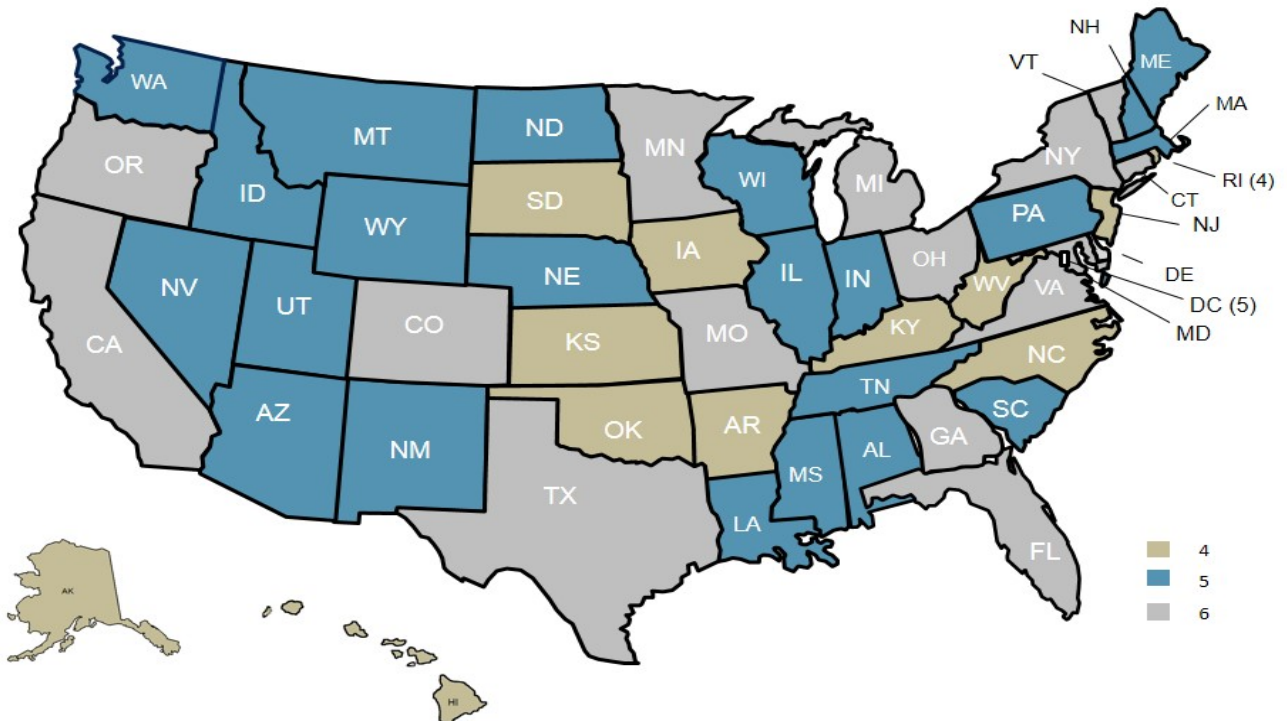 NH
ME
VT
WA
MA
MT
ND
MN
OR
NY
RI (4)
ID
WI
MI
CT
SD
PA
NJ
WY
IA
OH
DE
NE
IL
IN
WV
VA
DC (5)
NV
UT
CO
MD
CA
KS
MO
KY
NC
TN
AZ
OK
AR
SC
NM
GA
MS
AL
TX
LA
FL
4
5
6
AK
HI